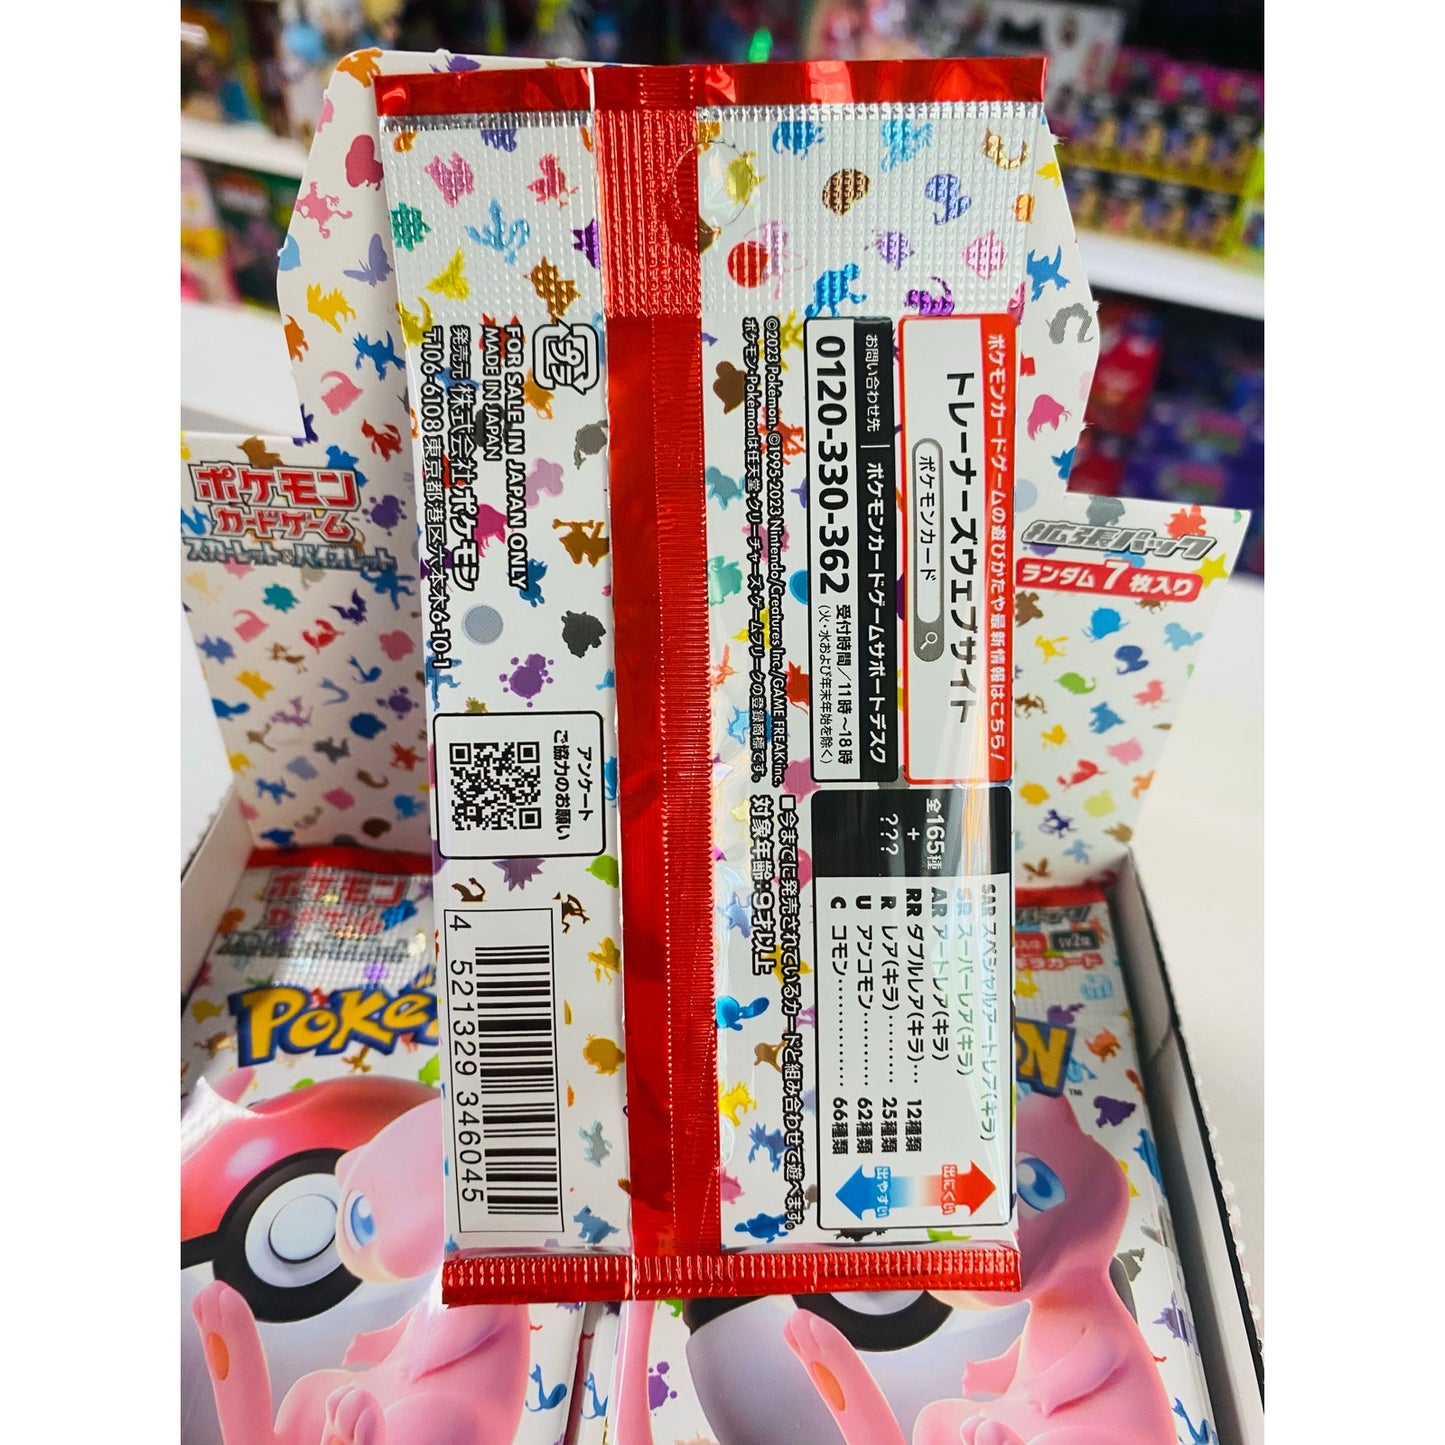 ポケモンカードゲームの遊びかたや最新情報はこちら!
トレーナーズウェブサイト
ポケモンカード
お問い合わせ先 ポケモンカードゲームサポートデスク
0120-330-362 受付時間/11時~18時
(火・水および年末年始を除く)
©2023 Pokémon. ©1995-2023 Nintendo/Creatures Inc./GAME FREAK inc.
ポケモン・Pokémonは任天堂・クリーチャーズ・ゲームフリークの登録商標です。
プラ
FOR SALE IN JAPAN ONLY
MADE IN JAPAN
発売元 株式会社ポケモン
〒106-6108 東京都港区六本木6-10-1
全165種
+
???
SAR スペシャルアートレア(キラ)
SR スーパーレア(キラ)
AR アートレア(キラ)
RR ダブルレア(キラ)… 12種類
R レア(キラ)……… 25種類
U アンコモン……… 62種類
C コモン………… 66種類
出にくい
出やすい
■今までに発売されているカードと組み合わせて遊べます。
対象年齢:9才以上
アンケート
ご協力のお願い
4 521329 346045
ポケモン
カードゲーム
スカーレット&バイオレット
拡張パック
ランダム7枚入り
ポケモン
カードゲーム
Poké
ON
™